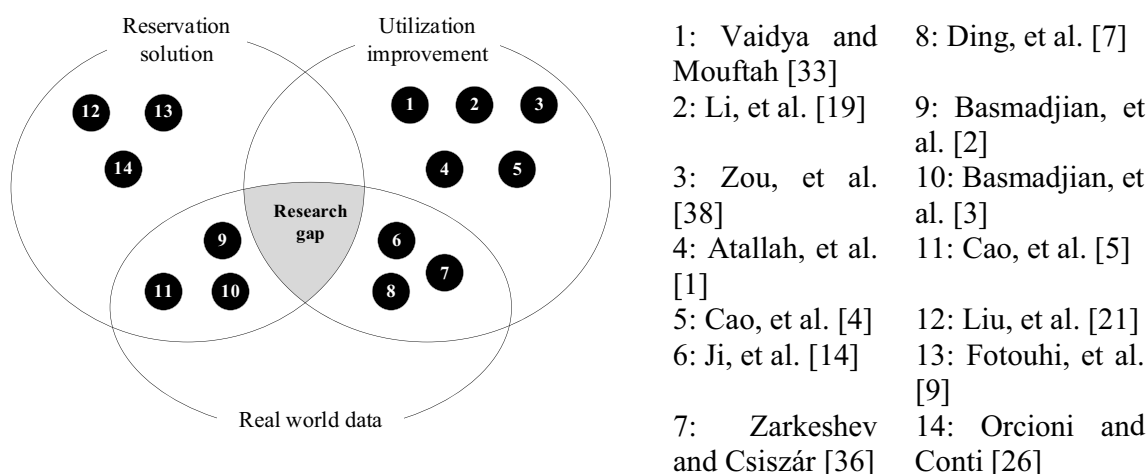 Reservation
solution
Utilization
improvement
12
13
14
1
2
3
4
5
Research
gap
9
11
10
6
7
8
Real world data
1: Vaidya and
Mouftah [33]
2: Li, et al. [19]
3: Zou, et al.
[38]
4: Atallah, et al.
[1]
5: Cao, et al. [4]
6: Ji, et al. [14]
7: Zarkeshev
and Csiszár [36]
8: Ding, et al. [7]
9: Basmadjian, et
al. [2]
10: Basmadjian, et
al. [3]
11: Cao, et al. [5]
12: Liu, et al. [21]
13: Fotouhi, et al.
[9]
14: Orcioni and
Conti [26]